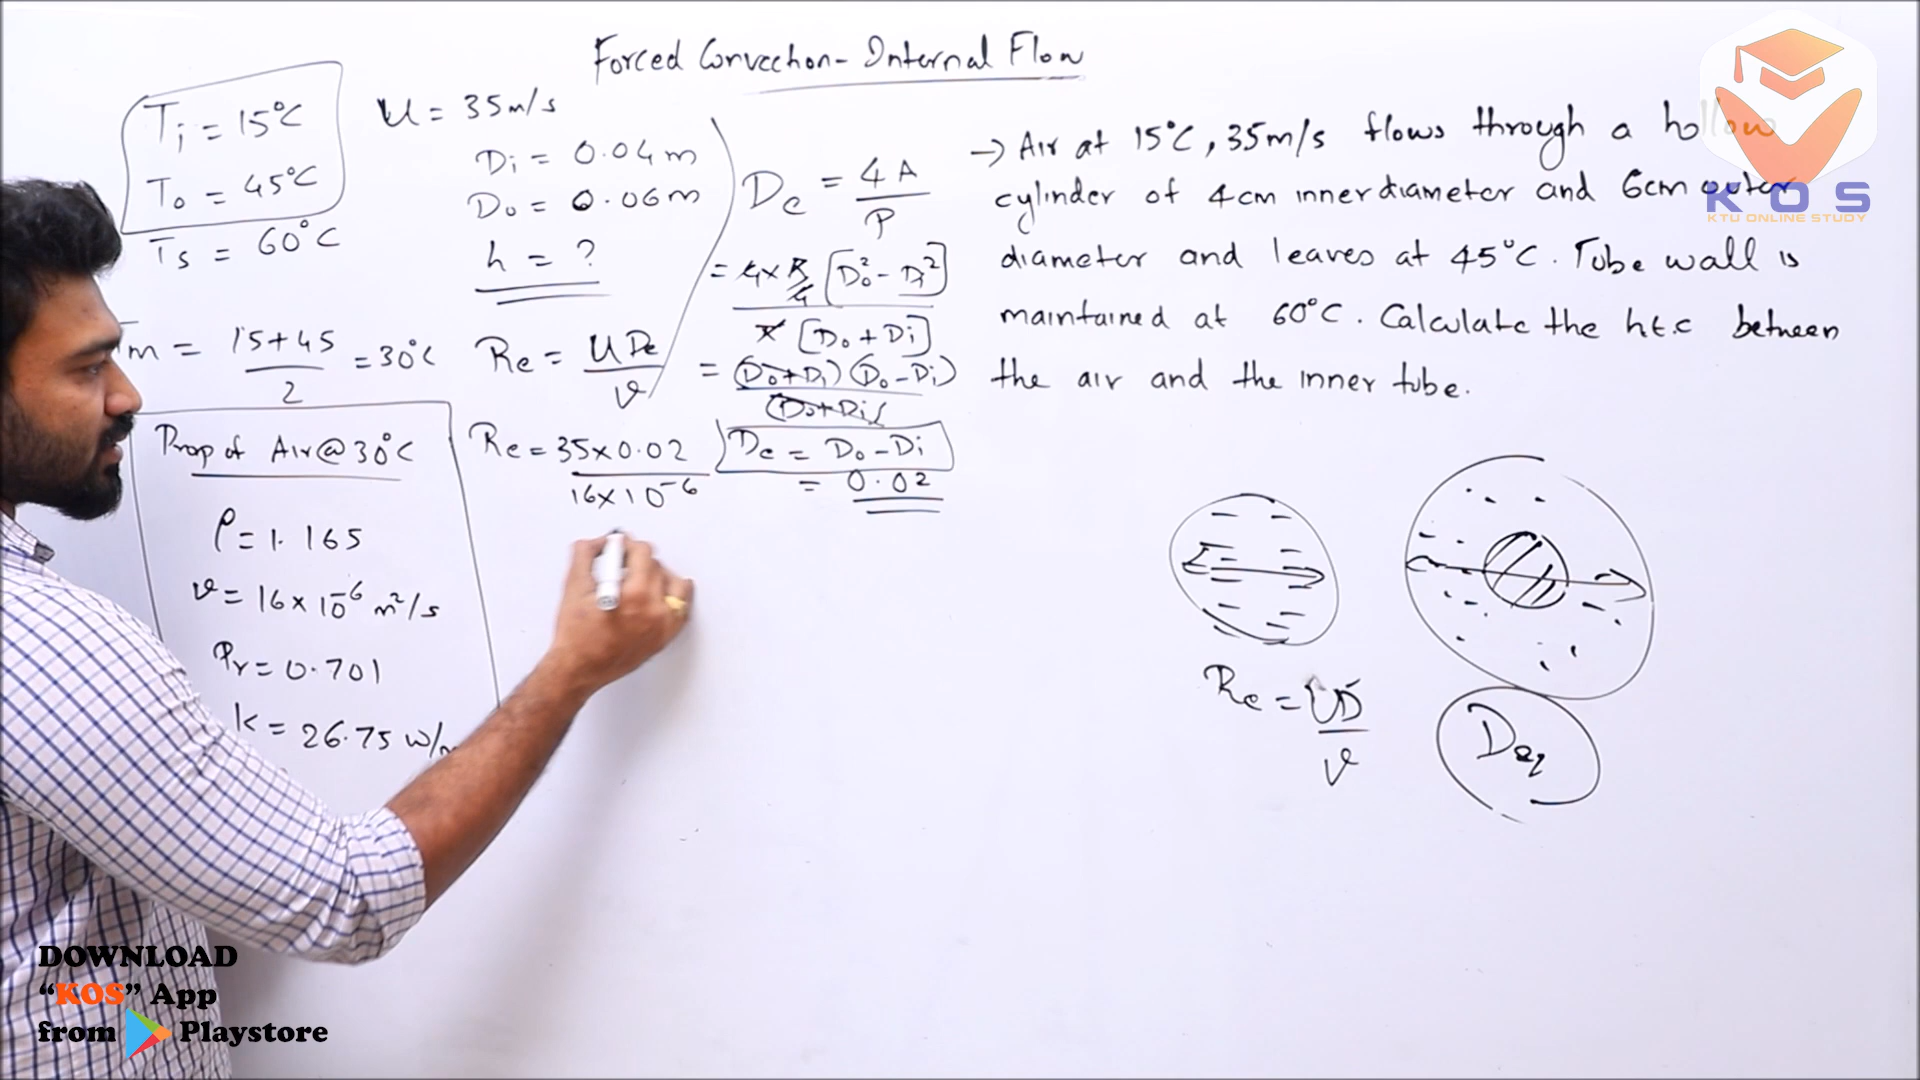 Forced Convection - Internal Flow
Ti = 15°C
To = 45°C
Ts = 60°C
U = 35m/s
Di = 0.04 m
Do = 0.06 m
h = ?
Tm = 15+45 / 2 = 30°C
Prop of Air @ 30°C
ρ = 1.165
ν = 16 × 10⁻⁶ m²/s
Pr = 0.701
k = 26.75 W/m
Re = U De / ν
Re = 35 × 0.02 / 16 × 10⁻⁶
De = 4A / P
= 4 × π/4 [Do² - Di²] / π [Do + Di]
= (Do + Di) (Do - Di) / (Do + Di)
De = Do - Di
= 0.02
→ Air at 15°C, 35m/s flows through a hollow
cylinder of 4cm inner diameter and 6cm outer
diameter and leaves at 45°C. Tube wall is
maintained at 60°C. Calculate the h.t.c between
the air and the inner tube.
Re = UD / ν
Deq
KOS
KTU ONLINE STUDY
DOWNLOAD
“KOS” App
from Playstore